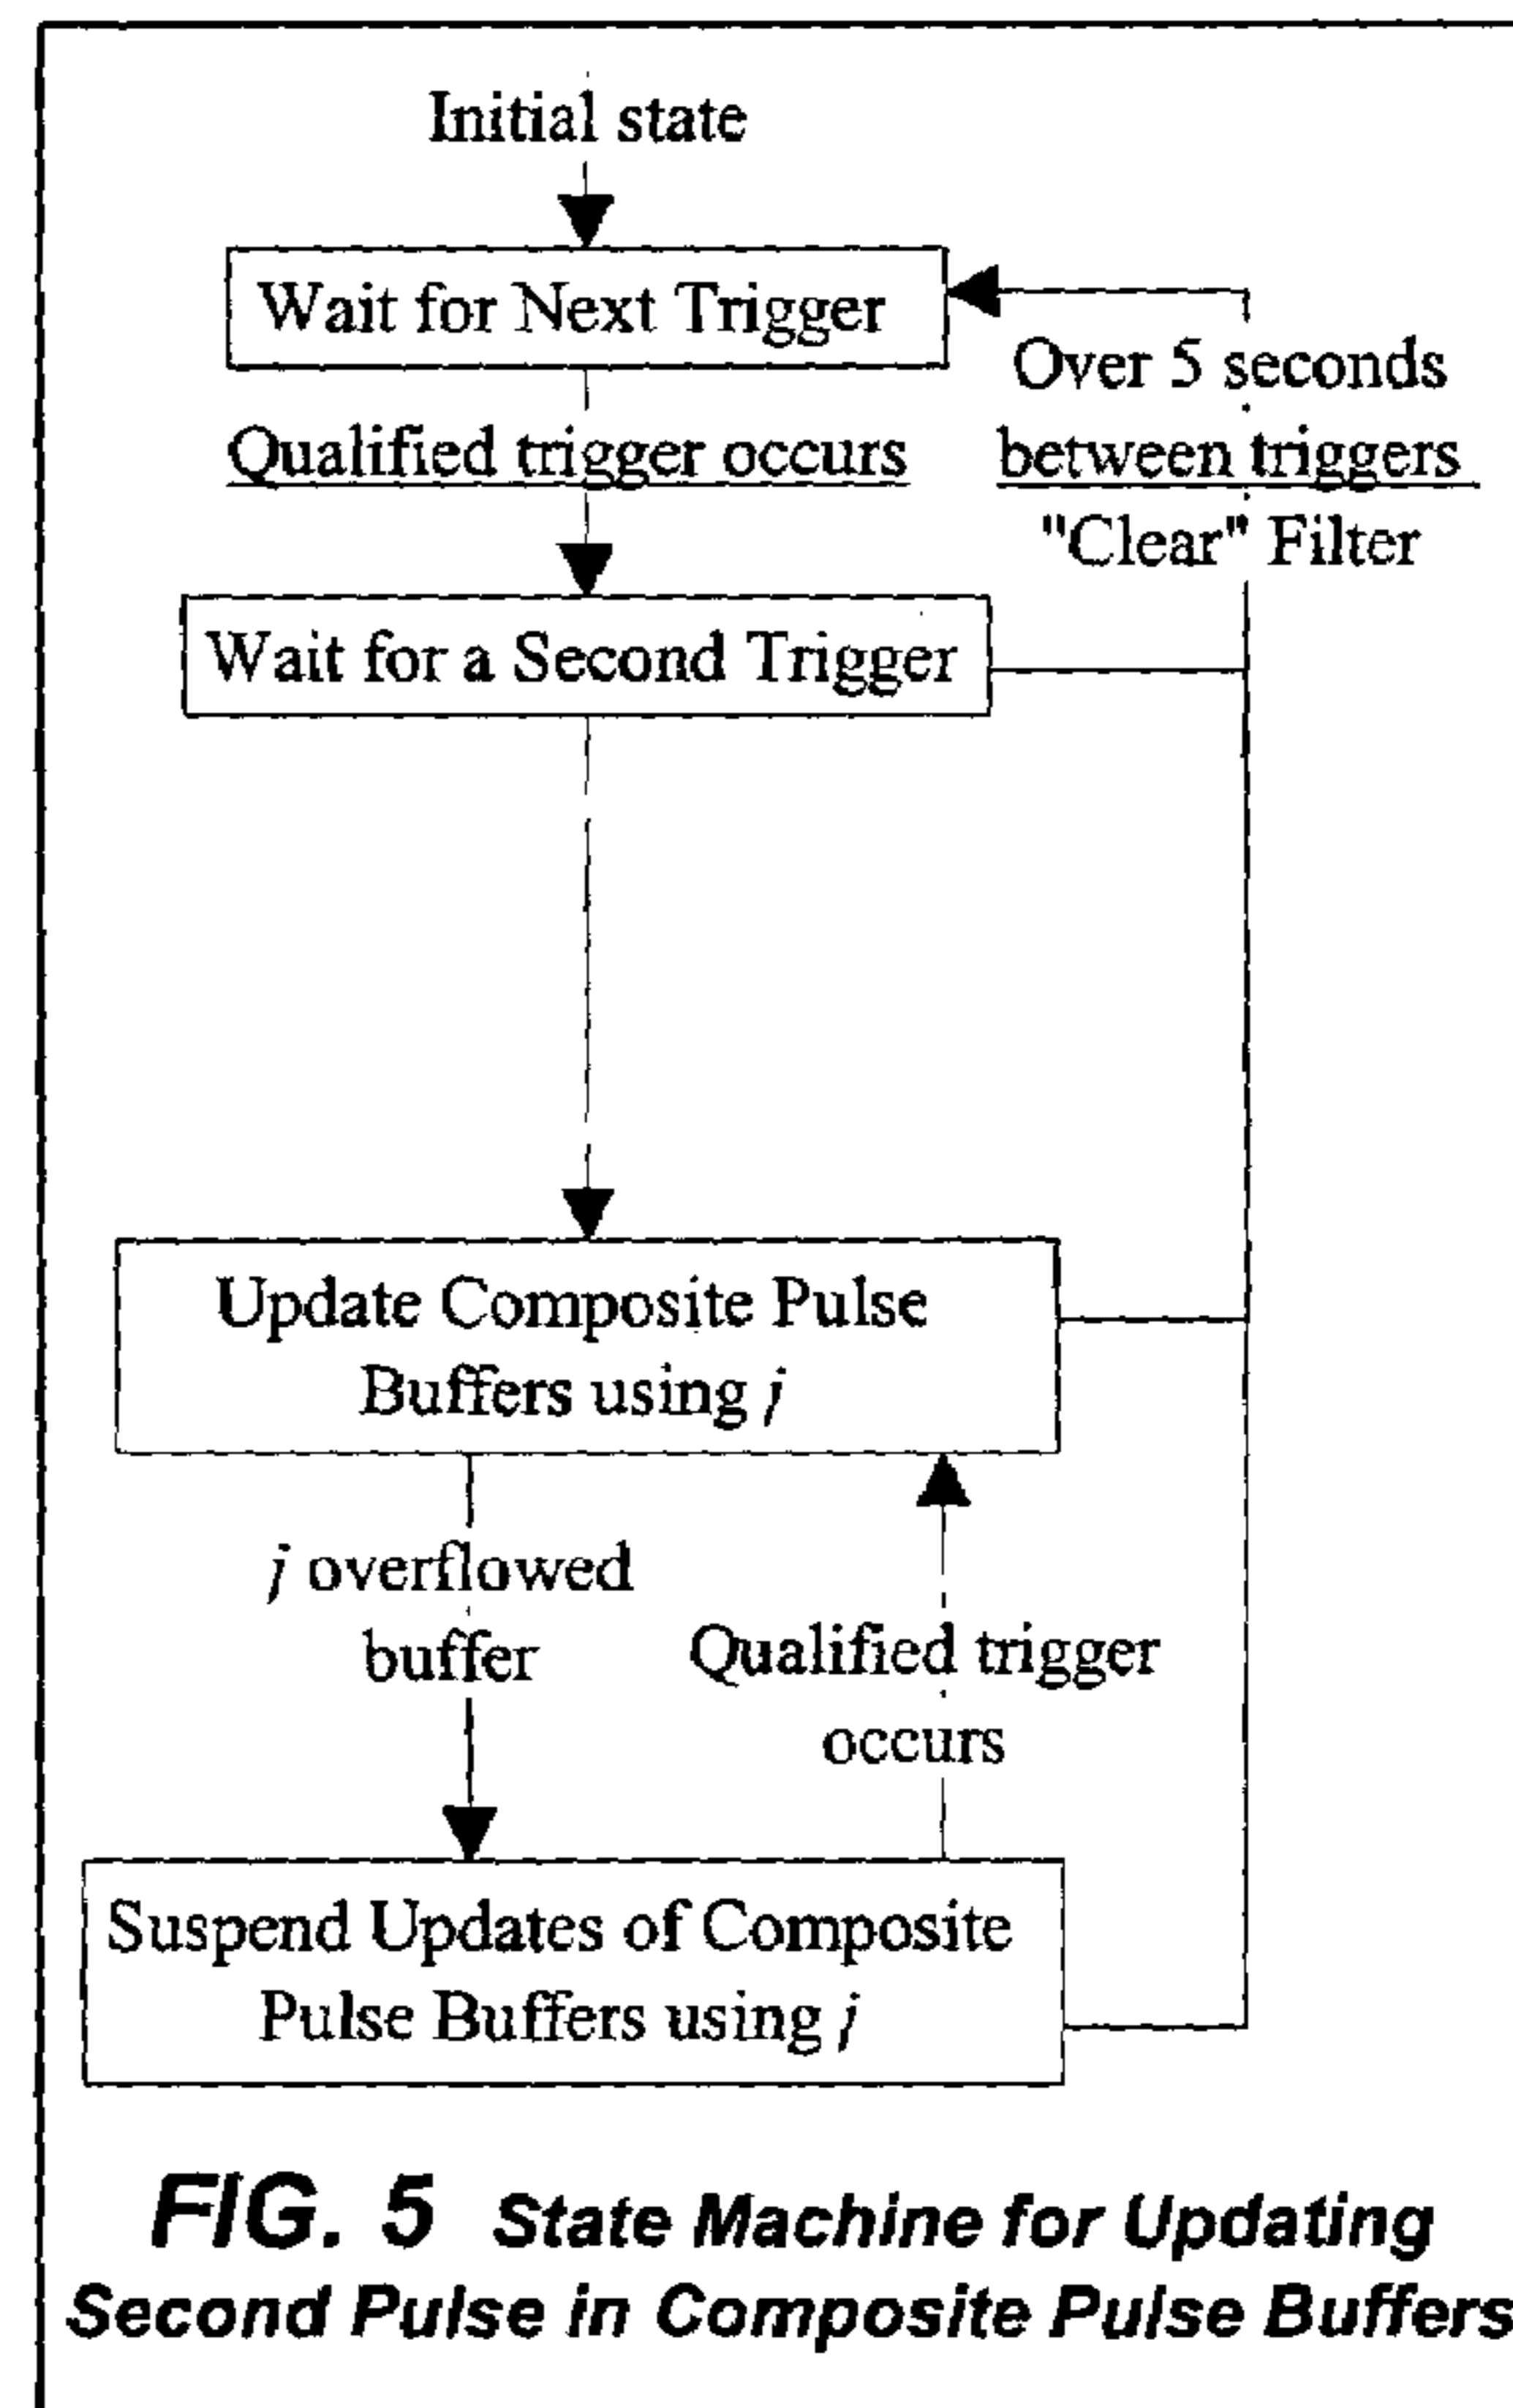 Initial state
Wait for Next Trigger
Over 5 seconds
Qualified trigger occurs
between triggers
"Clear" Filter
Wait for a Second Trigger
Update Composite Pulse
Buffers using j
j overflowed
buffer
Qualified trigger
occurs
Suspend Updates of Composite
Pulse Buffers using j
FIG. 5 State Machine for Updating
Second Pulse in Composite Pulse Buffers